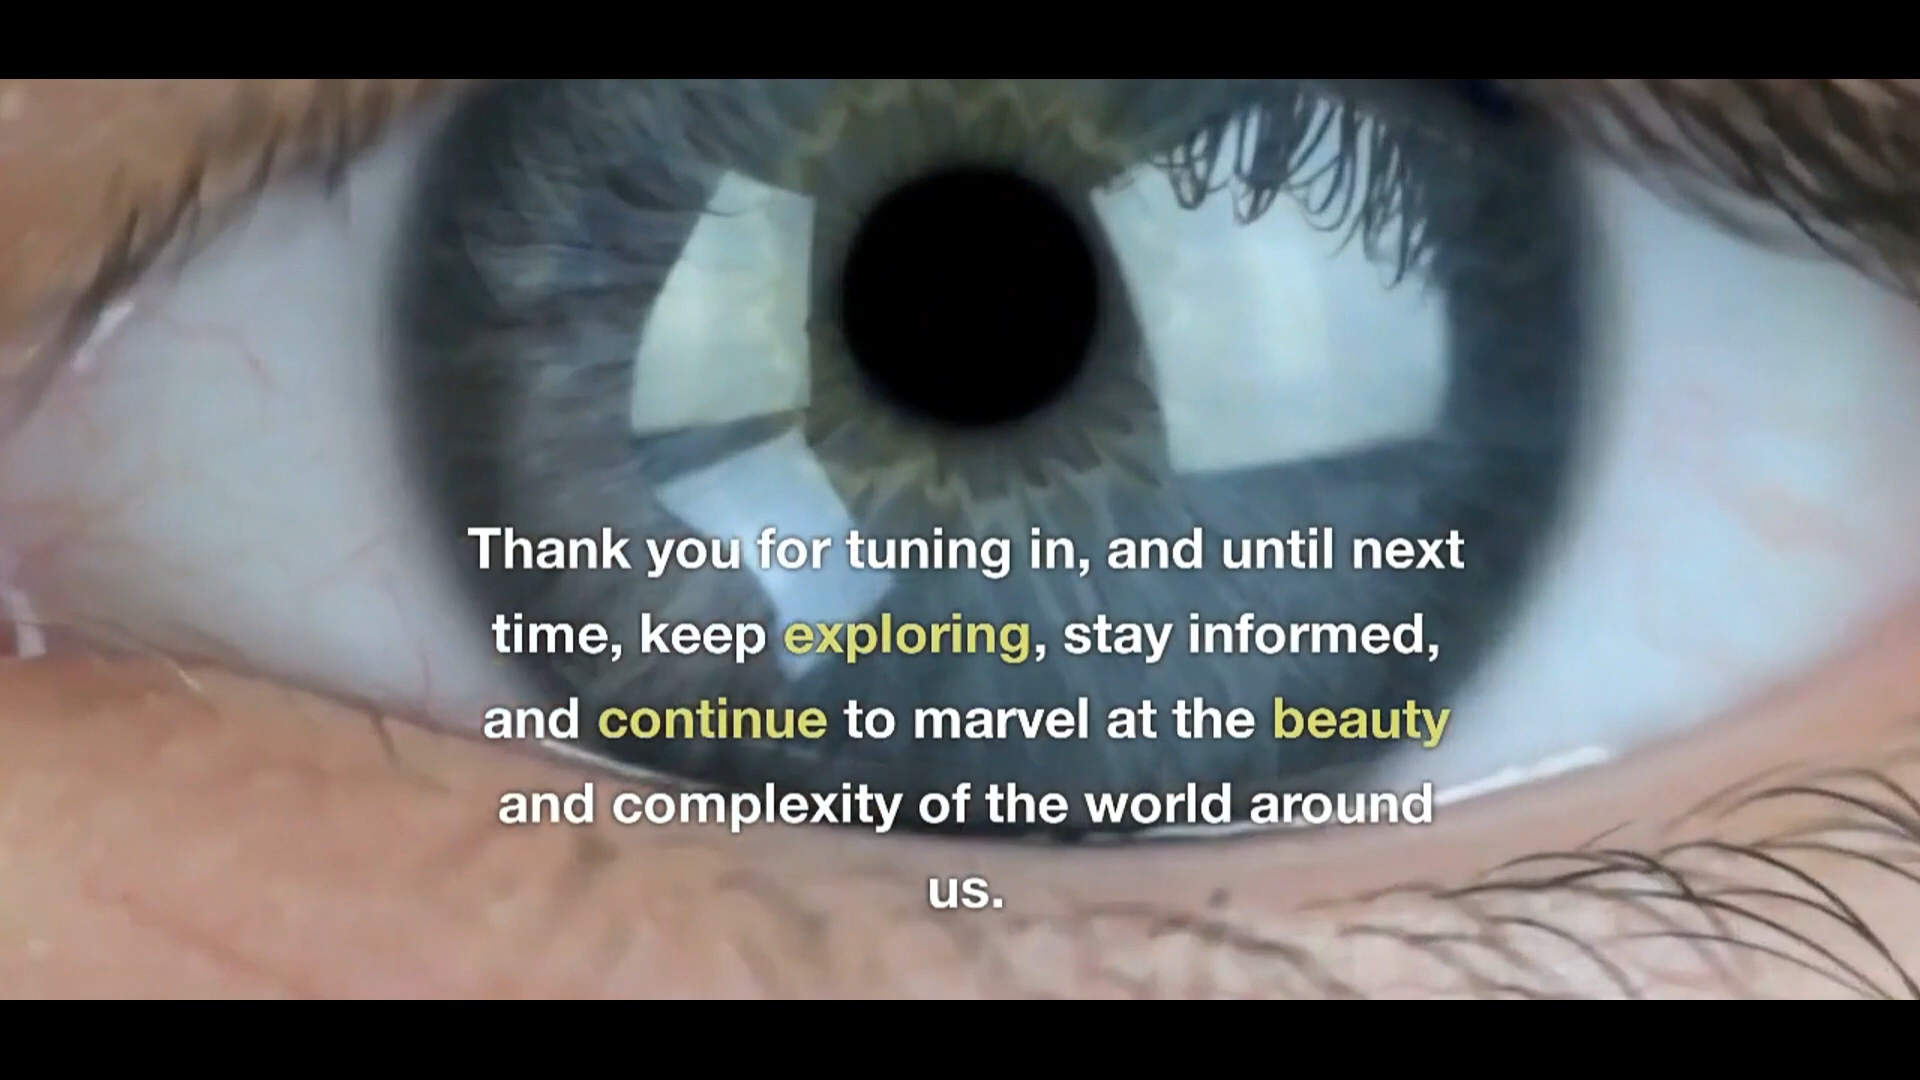 Thank you for tuning in, and until next
time, keep exploring, stay informed,
and continue to marvel at the beauty
and complexity of the world around
us.